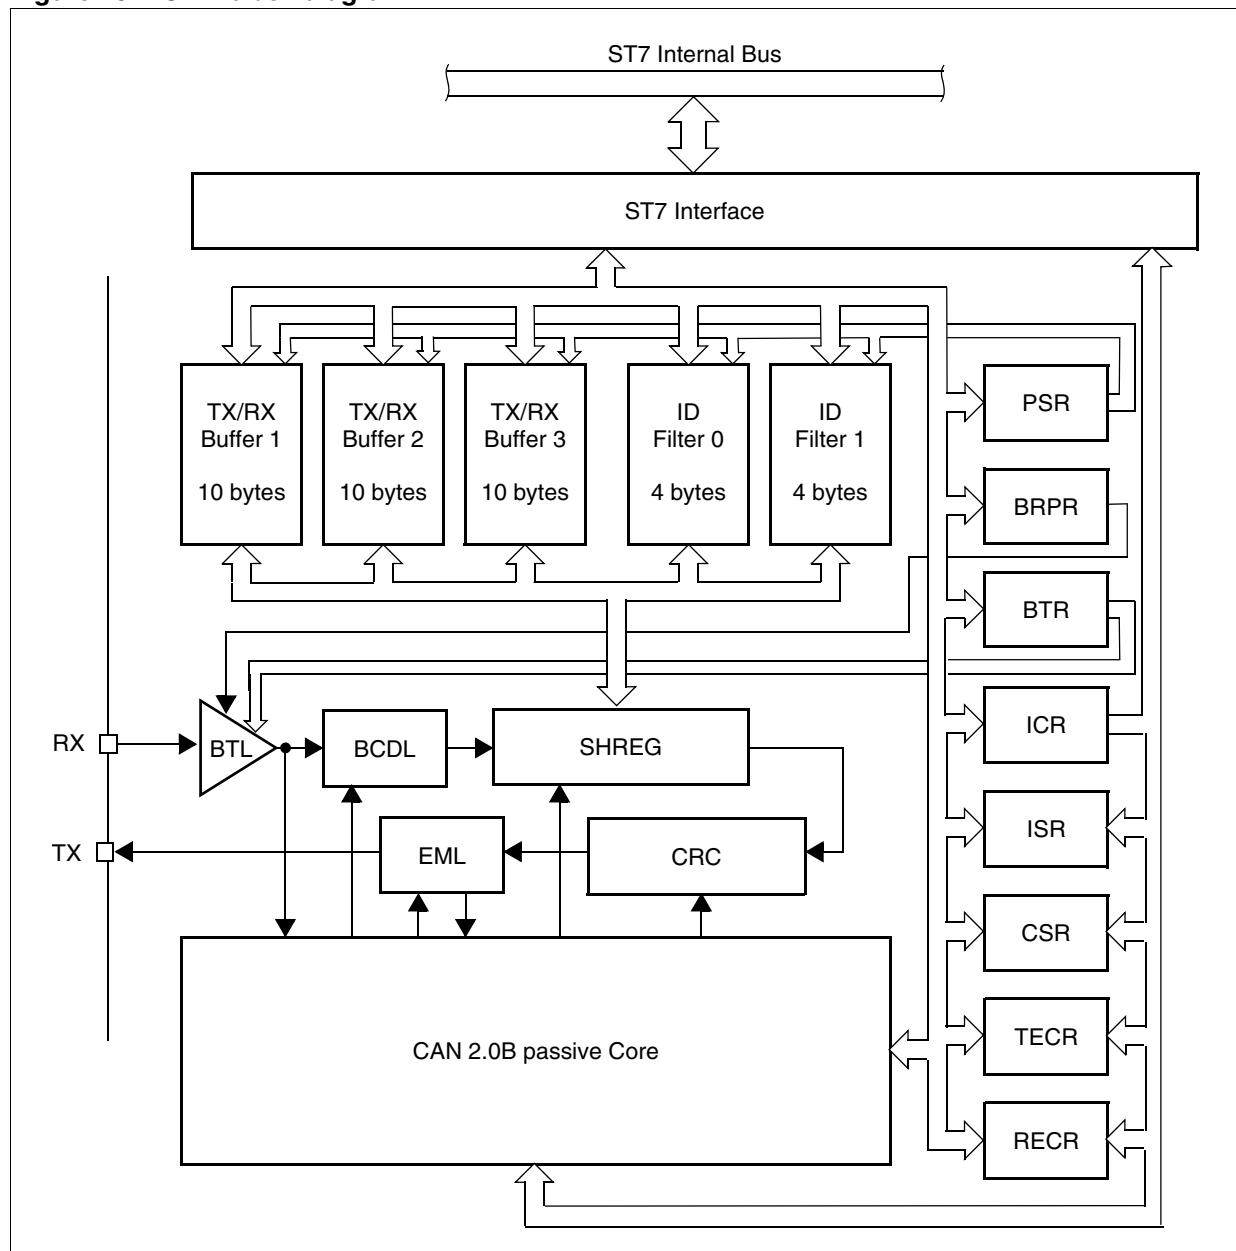 ST7 Internal Bus
ST7 Interface
TX/RX
Buffer 1
10 bytes
TX/RX
Buffer 2
10 bytes
TX/RX
Buffer 3
10 bytes
ID
Filter 0
4 bytes
ID
Filter 1
4 bytes
PSR
BRPR
BTR
ICR
ISR
CSR
TECR
RECR
RX
BTL
BCDL
SHREG
TX
EML
CRC
CAN 2.0B passive Core